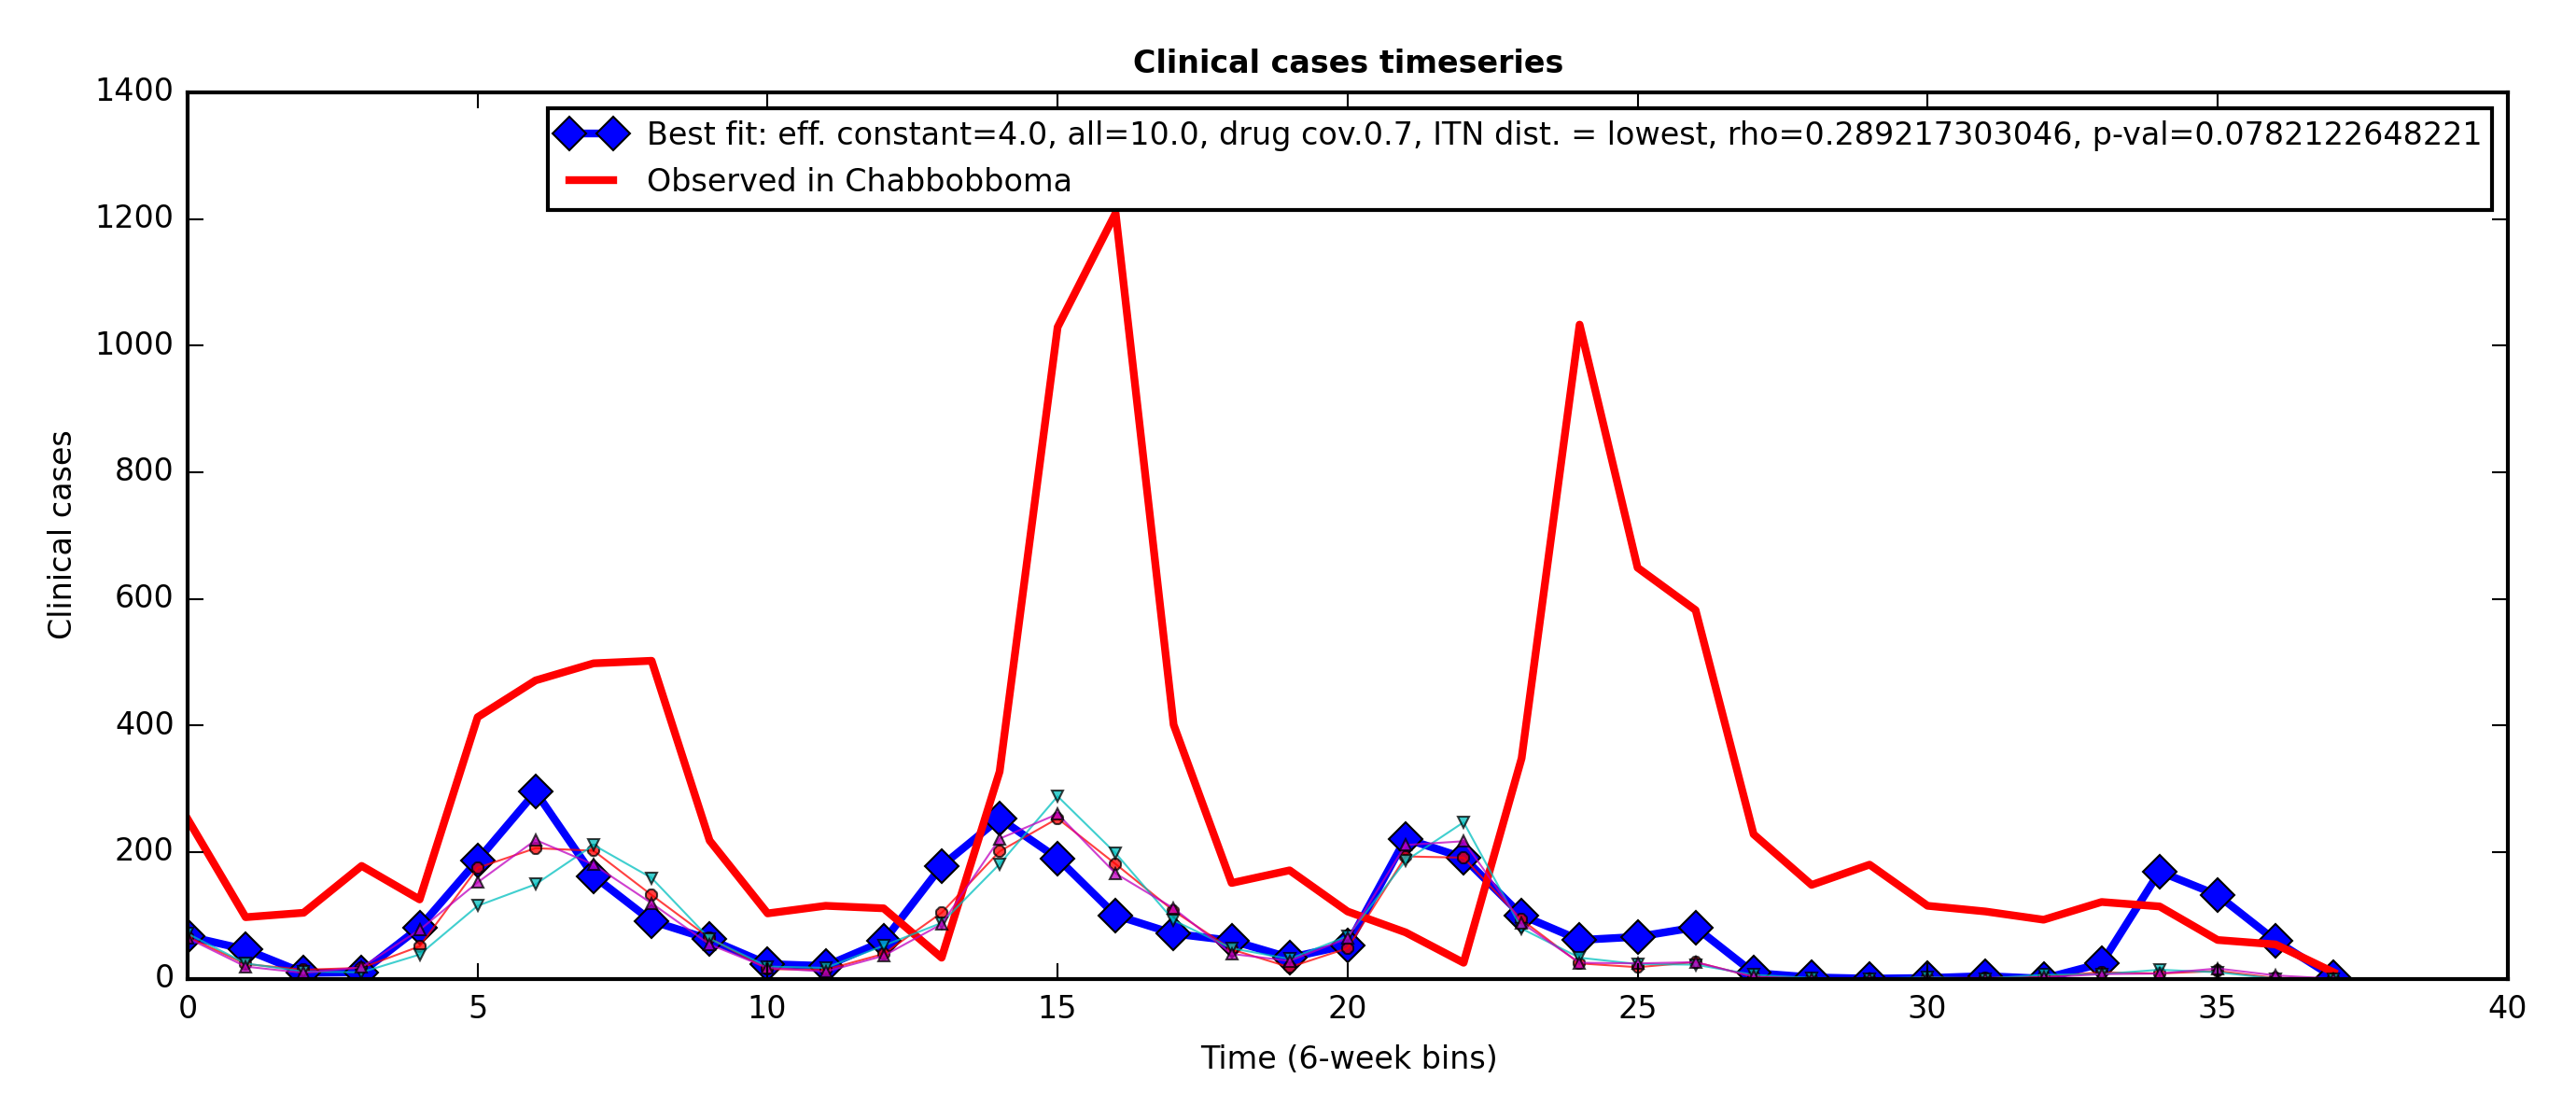 Clinical cases timeseries
Best fit: eff. constant=4.0, all=10.0, drug cov.0.7, ITN dist. = lowest, rho=0.289217303046, p-val=0.0782122648221
Observed in Chabbobboma
1400
1200
1000
800
600
400
200
0
Clinical cases
0 5 10 15 20 25 30 35 40
Time (6-week bins)